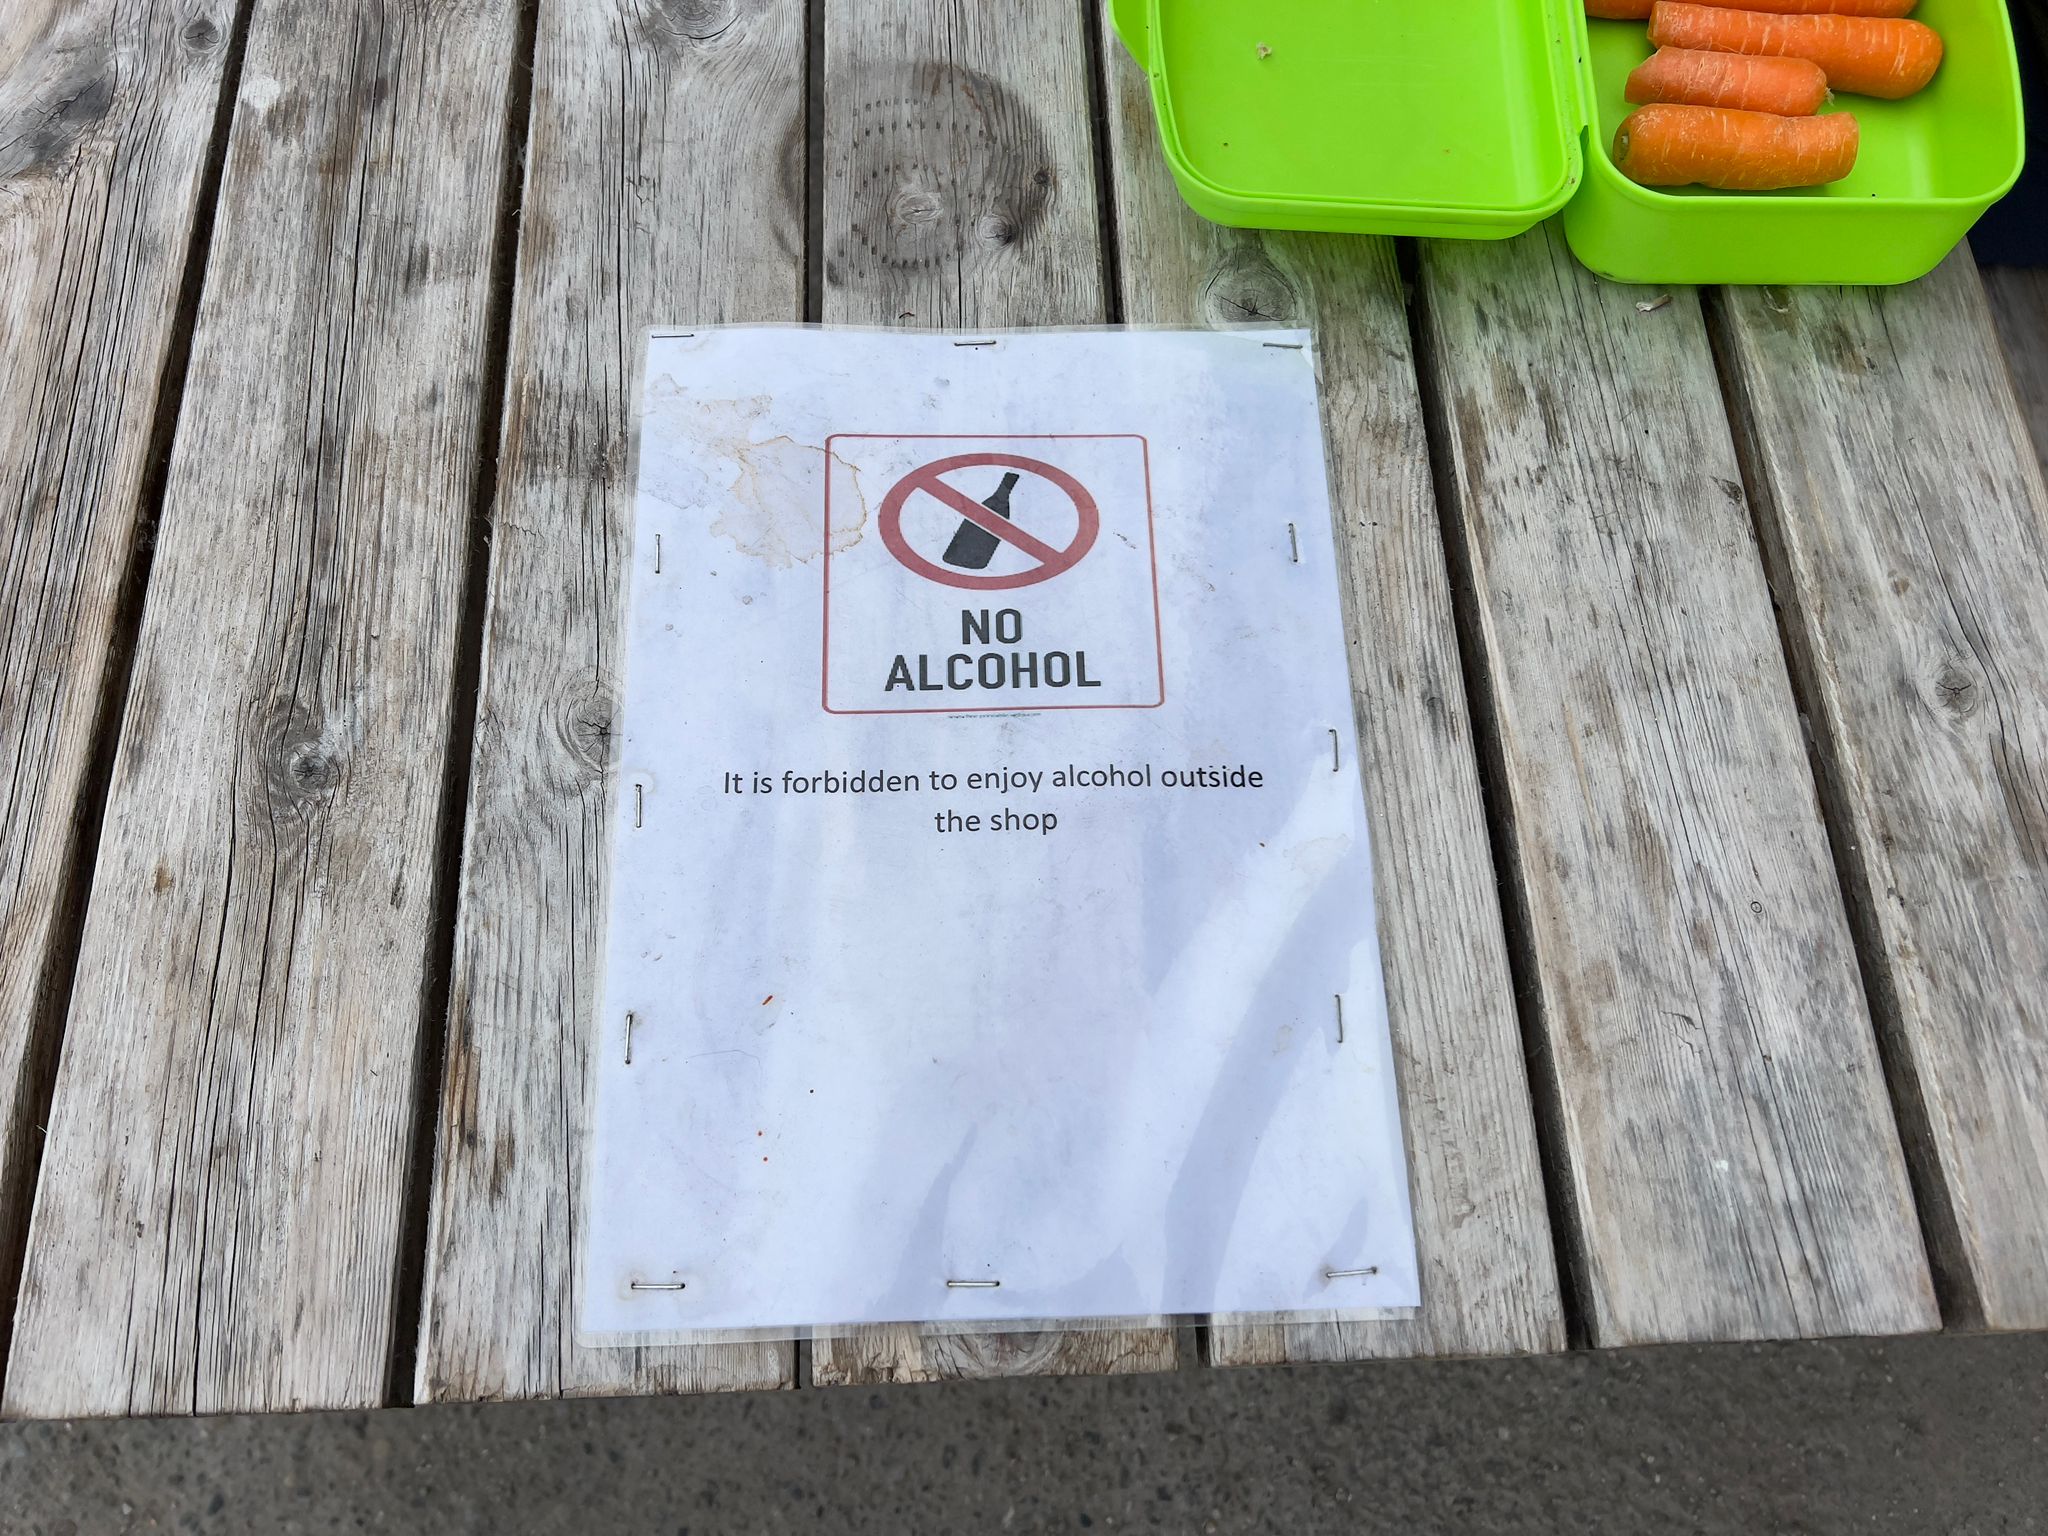 NO
ALCOHOL
It is forbidden to enjoy alcohol outside
the shop